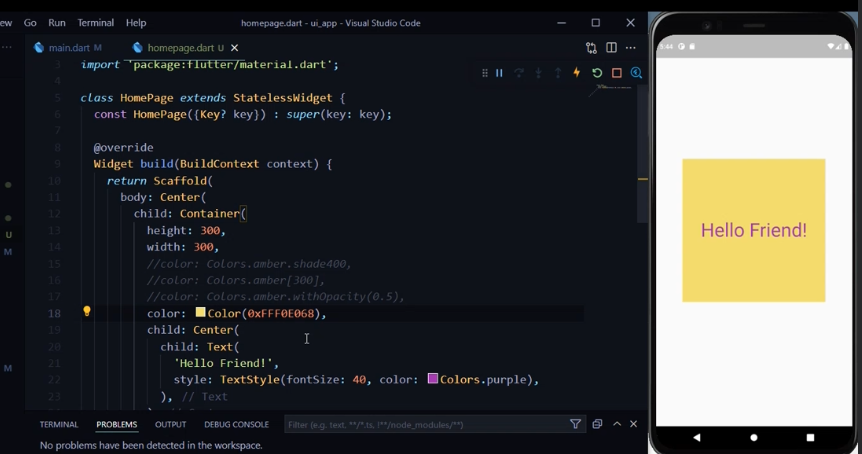 ew Go Run Terminal Help homepage.dart - ui_app - Visual Studio Code
main.dart M homepage.dart U
3 import 'package:flutter/material.dart';
4
5 class HomePage extends StatelessWidget {
6 const HomePage({Key? key}) : super(key: key);
7
8 @override
9 Widget build(BuildContext context) {
10 return Scaffold(
11 body: Center(
12 child: Container(
13 height: 300,
14 width: 300,
15 //color: Colors.amber.shade400,
16 //color: Colors.amber[300],
17 //color: Colors.amber.withOpacity(0.5),
18 color: Color(0xFFF0E068),
19 child: Center(
20 child: Text(
21 'Hello Friend!',
22 style: TextStyle(fontSize: 40, color: Colors.purple),
23 ), // Text
U
M
M
TERMINAL PROBLEMS OUTPUT DEBUG CONSOLE Filter (e.g. text, **/*.ts, !**/node_modules/**)
No problems have been detected in the workspace.
5:44
Hello Friend!